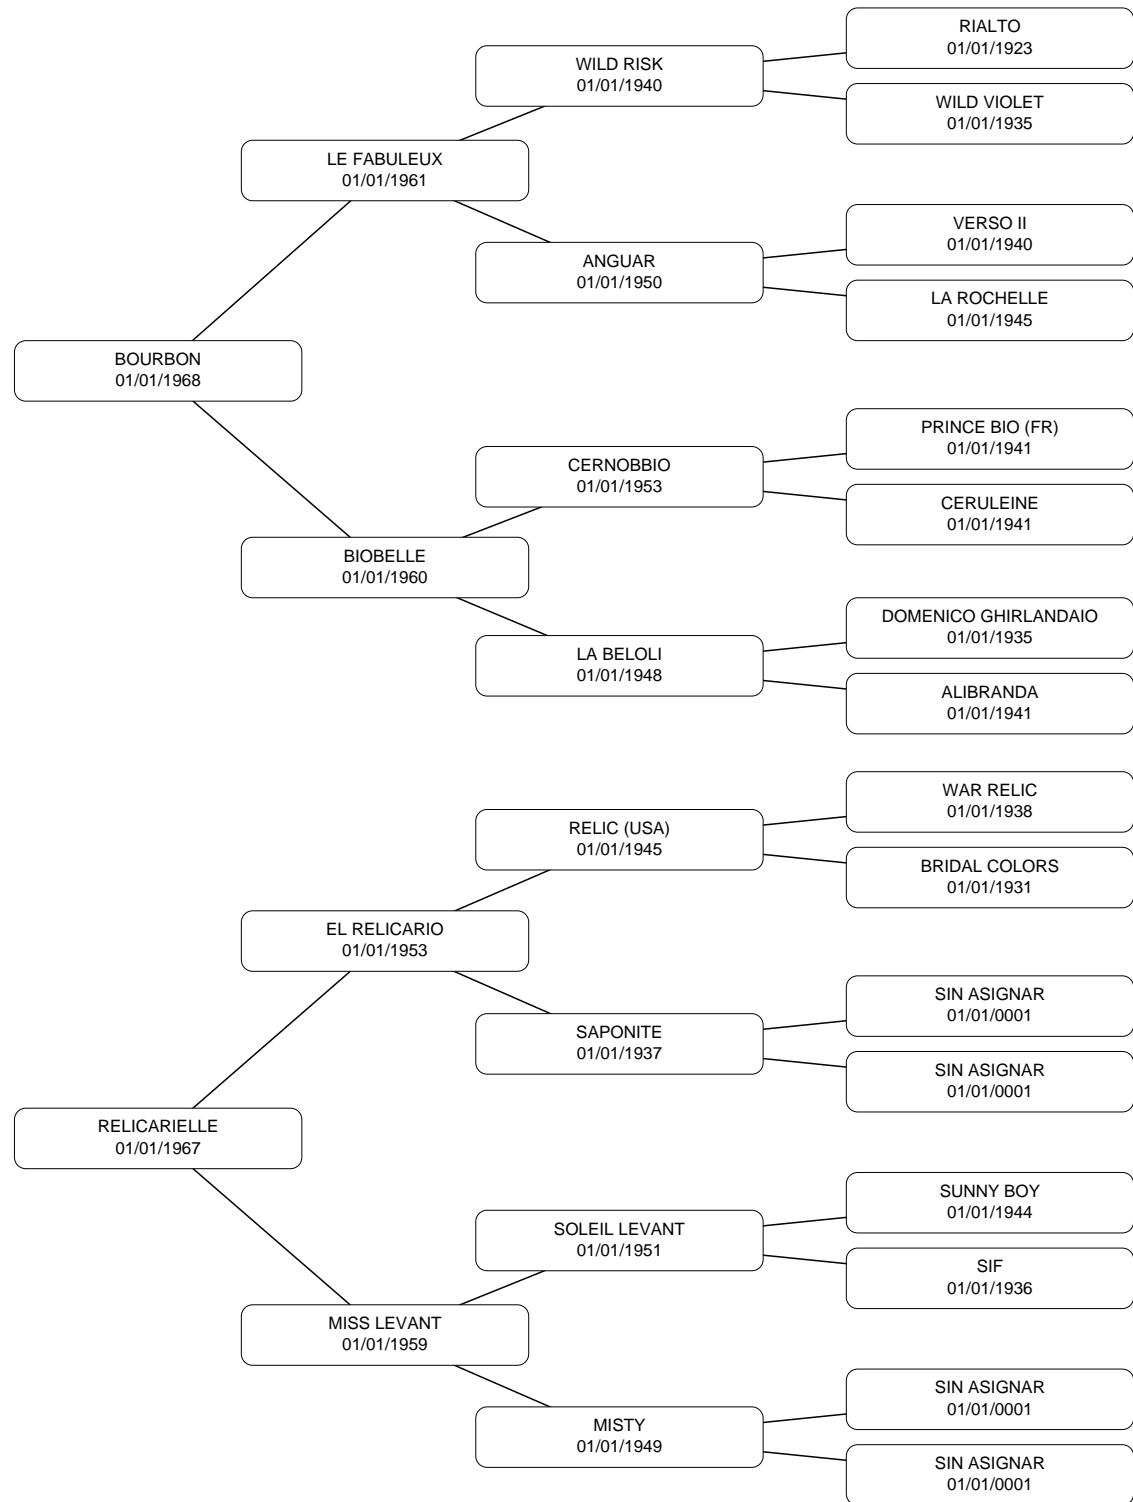 RIALTO
01/01/1923
WILD RISK
01/01/1940
WILD VIOLET
01/01/1935
LE FABULEUX
01/01/1961
VERSO II
01/01/1940
ANGUAR
01/01/1950
LA ROCHELLE
01/01/1945
BOURBON
01/01/1968
PRINCE BIO (FR)
01/01/1941
CERNOBBIO
01/01/1953
CERULEINE
01/01/1941
BIOBELLE
01/01/1960
DOMENICO GHIRLANDAIO
01/01/1935
LA BELOLI
01/01/1948
ALIBRANDA
01/01/1941
WAR RELIC
01/01/1938
RELIC (USA)
01/01/1945
BRIDAL COLORS
01/01/1931
EL RELICARIO
01/01/1953
SIN ASIGNAR
01/01/0001
SAPONITE
01/01/1937
SIN ASIGNAR
01/01/0001
RELICARIELLE
01/01/1967
SUNNY BOY
01/01/1944
SOLEIL LEVANT
01/01/1951
SIF
01/01/1936
MISS LEVANT
01/01/1959
SIN ASIGNAR
01/01/0001
MISTY
01/01/1949
SIN ASIGNAR
01/01/0001